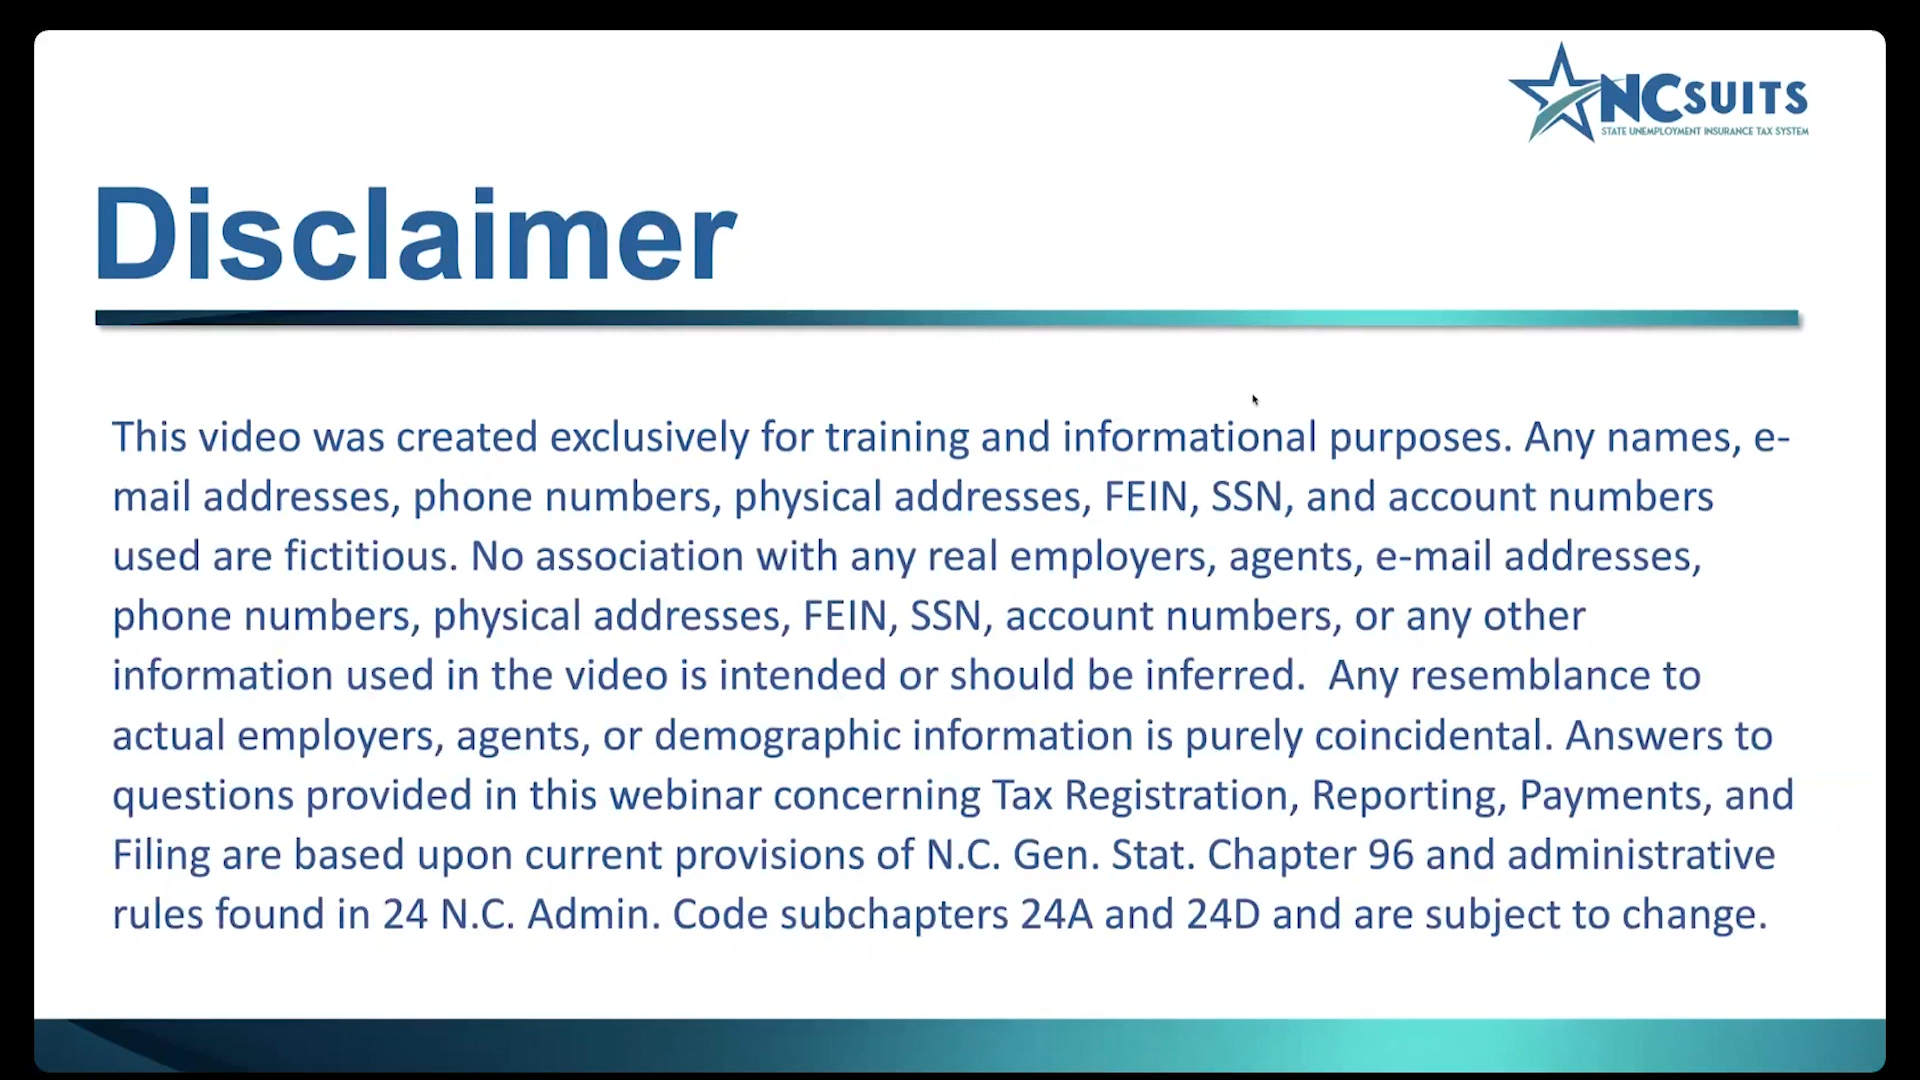 NCSUITS
STATE UNEMPLOYMENT INSURANCE TAX SYSTEM
Disclaimer
This video was created exclusively for training and informational purposes. Any names, e-
mail addresses, phone numbers, physical addresses, FEIN, SSN, and account numbers
used are fictitious. No association with any real employers, agents, e-mail addresses,
phone numbers, physical addresses, FEIN, SSN, account numbers, or any other
information used in the video is intended or should be inferred.  Any resemblance to
actual employers, agents, or demographic information is purely coincidental. Answers to
questions provided in this webinar concerning Tax Registration, Reporting, Payments, and
Filing are based upon current provisions of N.C. Gen. Stat. Chapter 96 and administrative
rules found in 24 N.C. Admin. Code subchapters 24A and 24D and are subject to change.